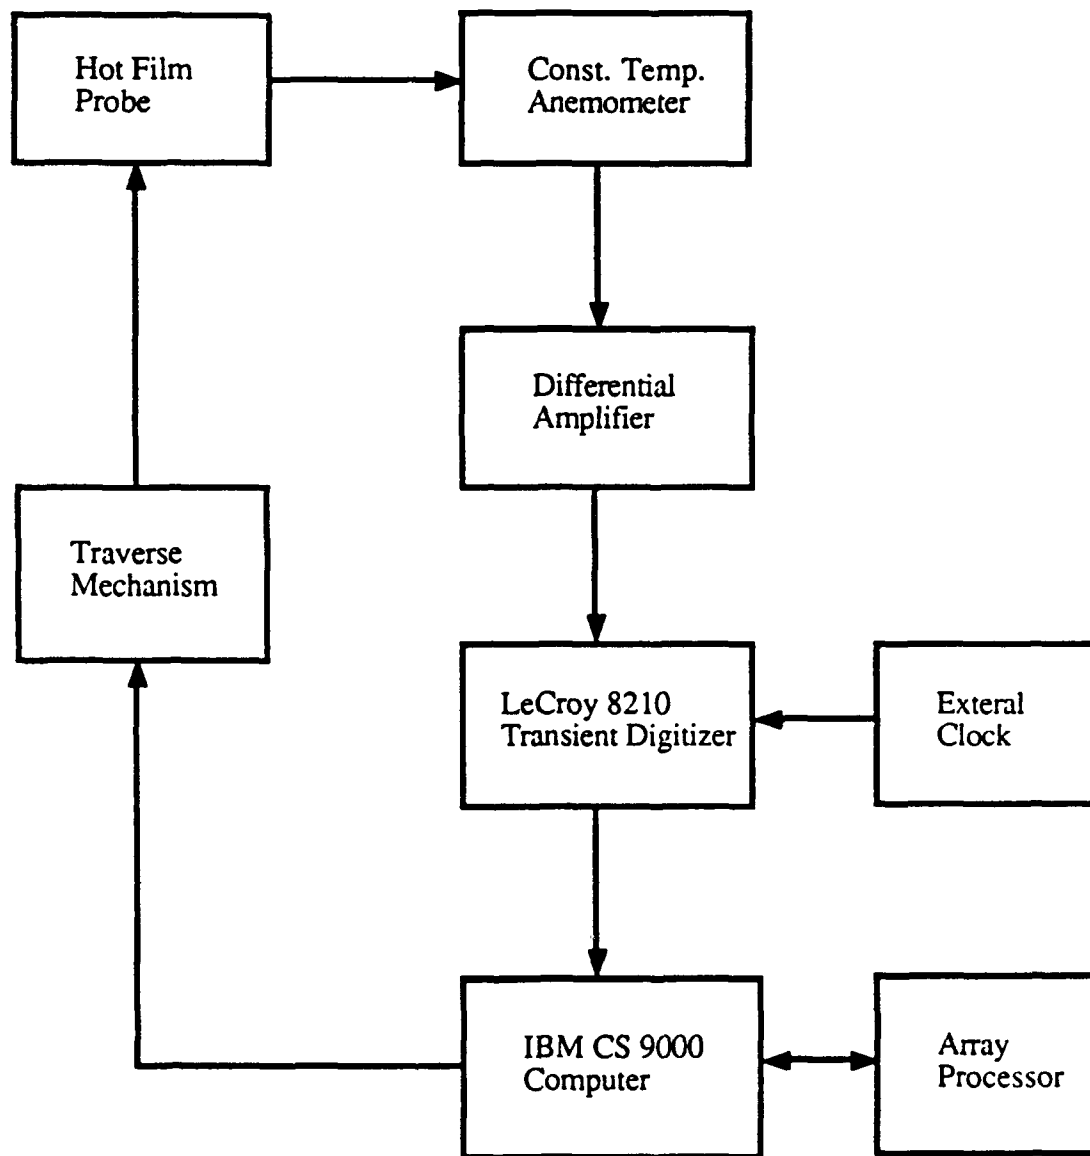 Hot Film
Probe
Const. Temp.
Anemometer
Differential
Amplifier
Traverse
Mechanism
LeCroy 8210
Transient Digitizer
Exteral
Clock
IBM CS 9000
Computer
Array
Processor